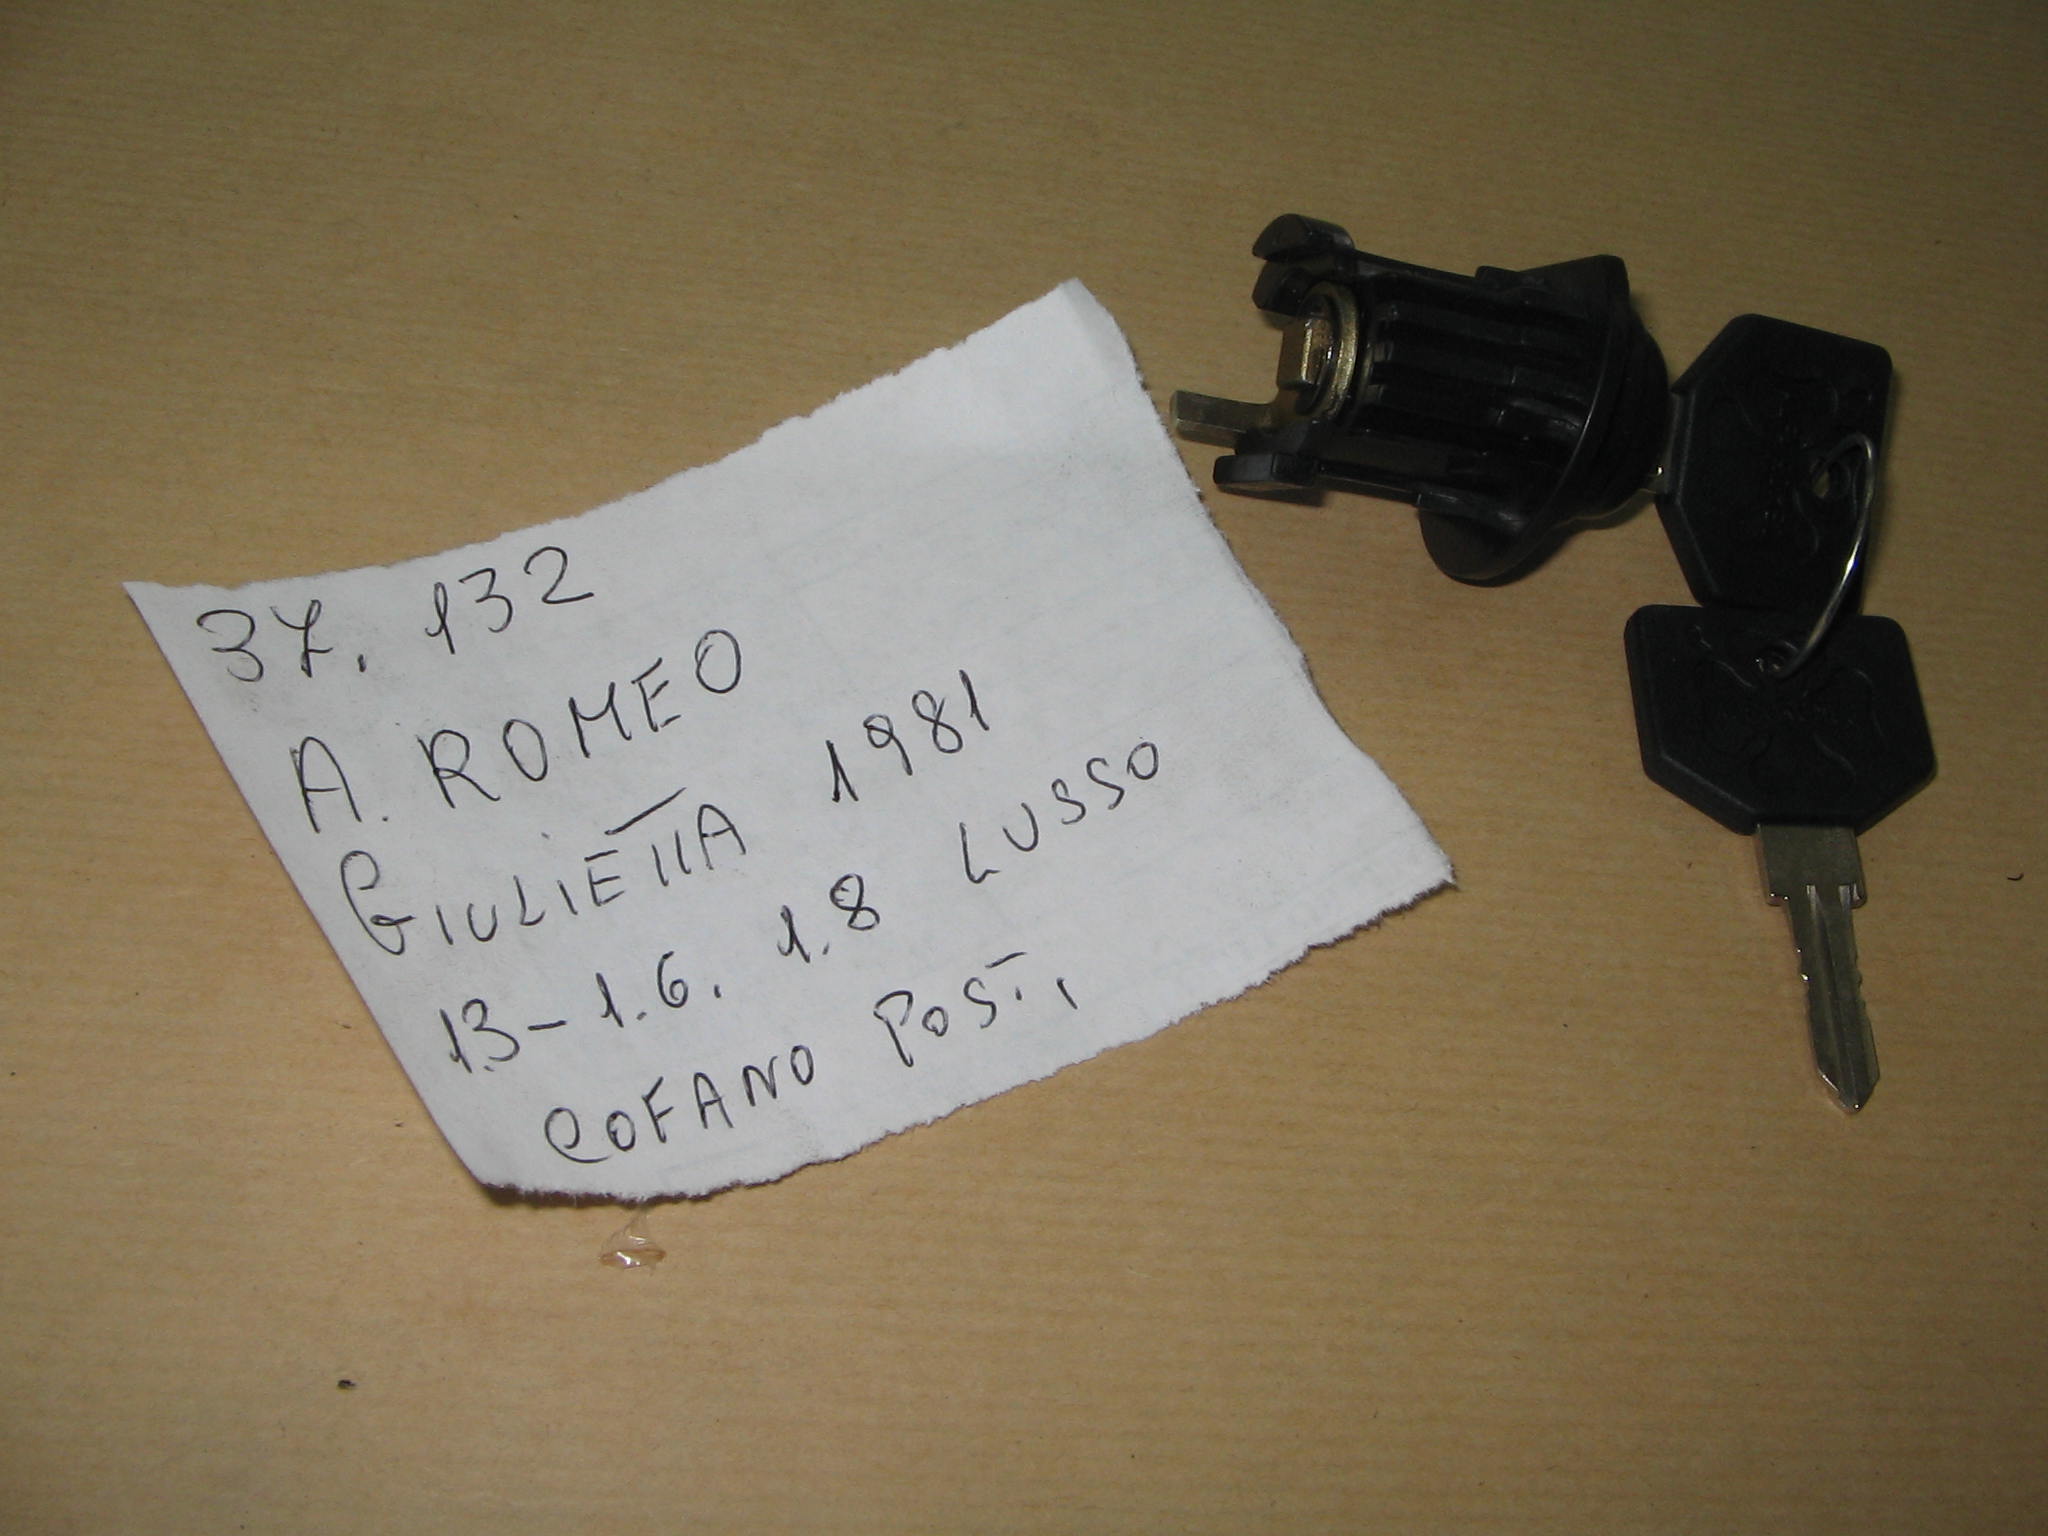 37.132
A. ROMEO
GIULIETTA 1981
1.3-1.6. 1.8 LUSSO
COFANO POST.